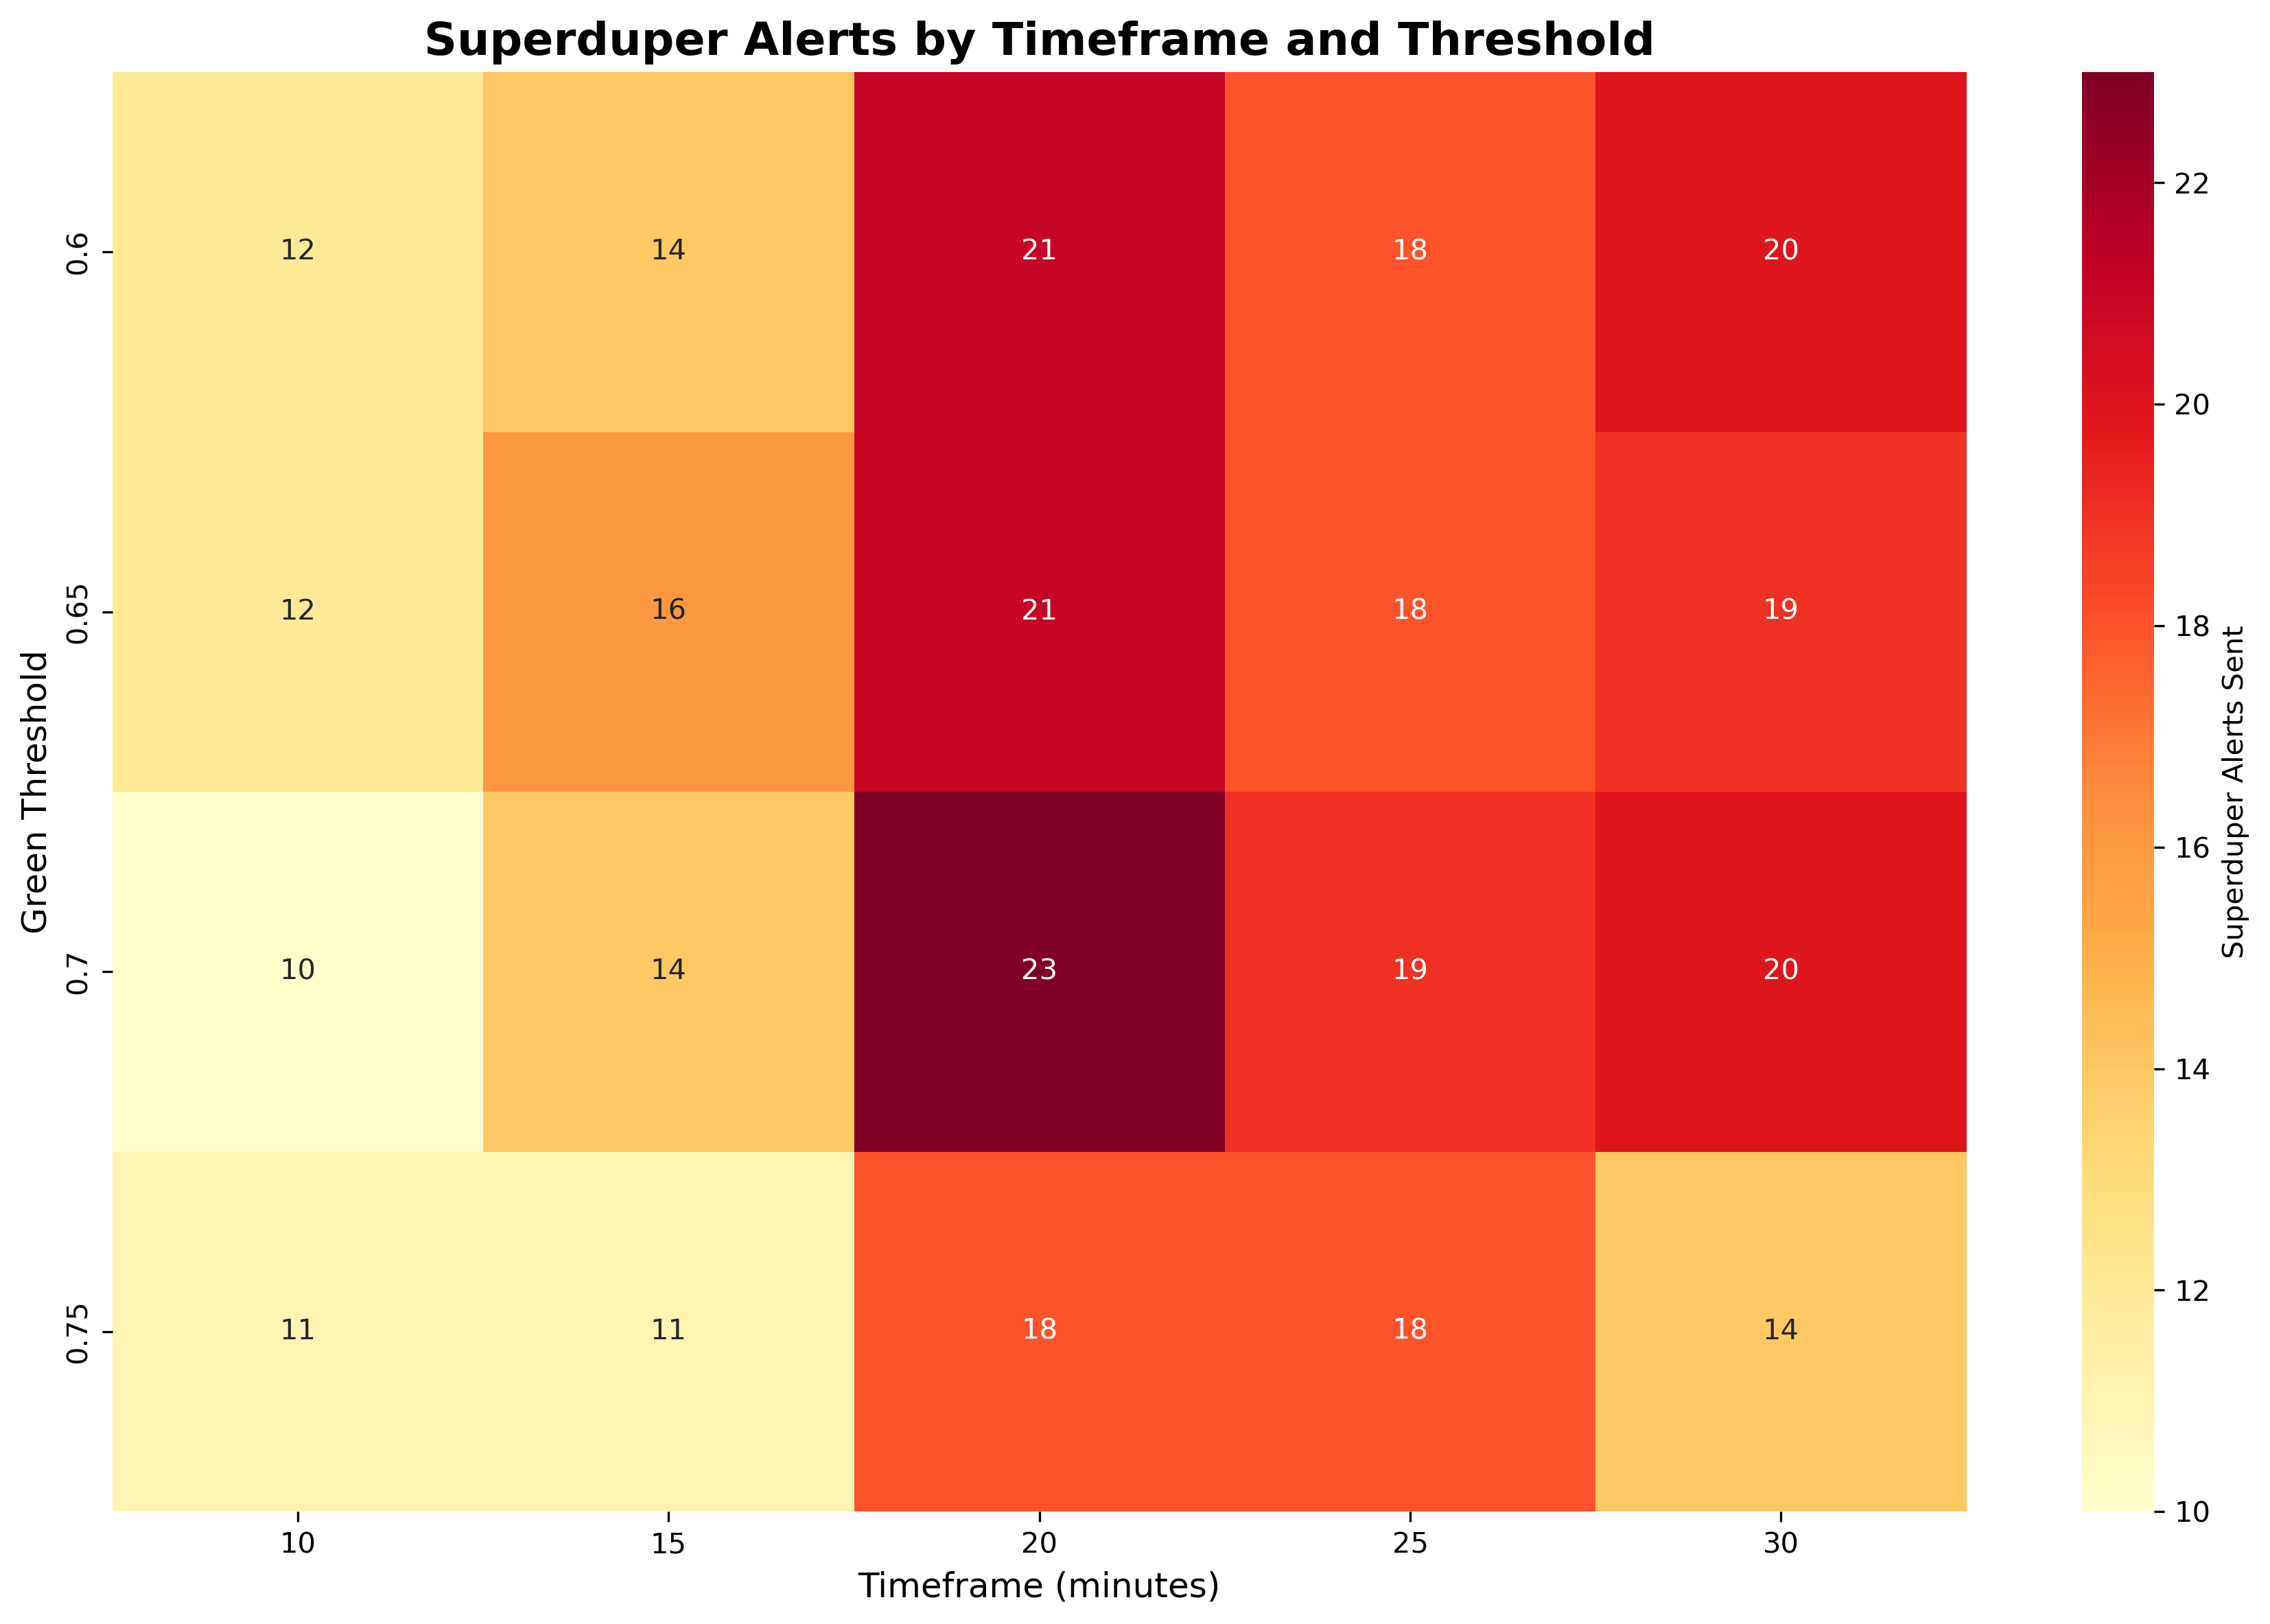 Superduper Alerts by Timeframe and Threshold
Green Threshold
0.6
12 14 21 18 20
0.65
12 16 21 18 19
0.7
10 14 23 19 20
0.75
11 11 18 18 14
10 15 20 25 30
Timeframe (minutes)
22
20
18
16
14
12
10
Superduper Alerts Sent